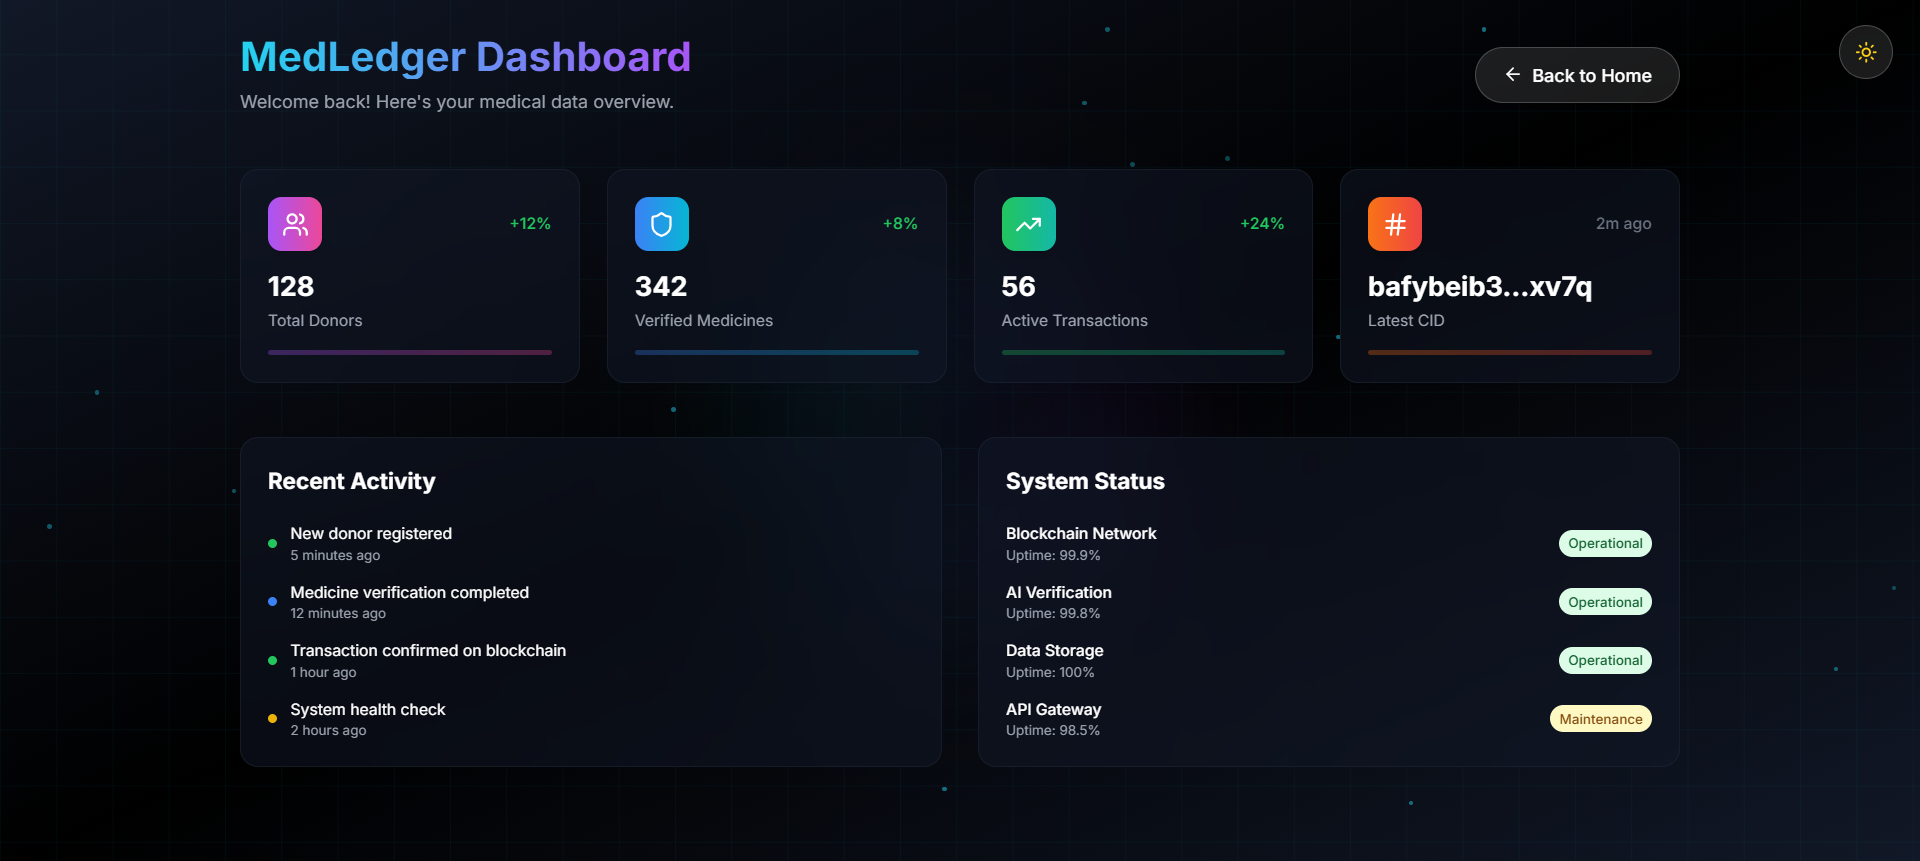 MedLedger Dashboard
Welcome back! Here's your medical data overview.
Back to Home
+12%
128
Total Donors
+8%
342
Verified Medicines
+24%
56
Active Transactions
2m ago
bafybeib3...xv7q
Latest CID
Recent Activity
New donor registered
5 minutes ago
Medicine verification completed
12 minutes ago
Transaction confirmed on blockchain
1 hour ago
System health check
2 hours ago
System Status
Blockchain Network
Uptime: 99.9%
Operational
AI Verification
Uptime: 99.8%
Operational
Data Storage
Uptime: 100%
Operational
API Gateway
Uptime: 98.5%
Maintenance